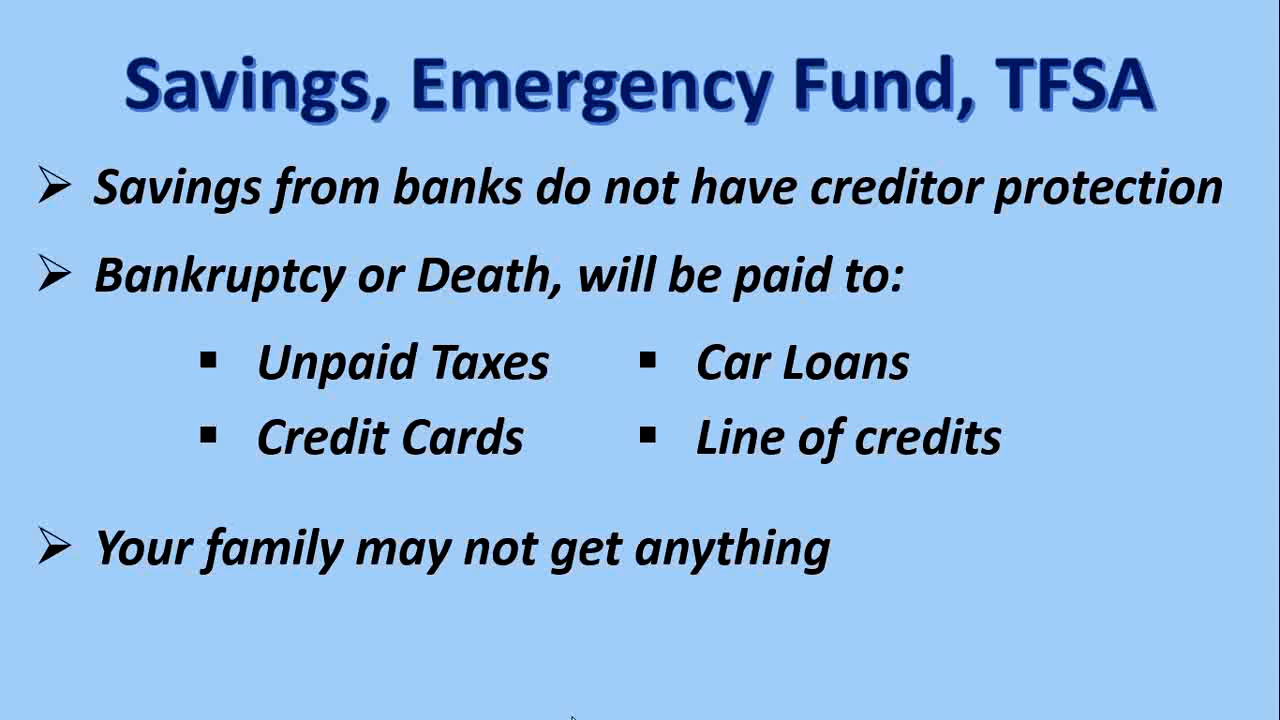 Savings, Emergency Fund, TFSA
Savings from banks do not have creditor protection
Bankruptcy or Death, will be paid to:
Unpaid Taxes
Car Loans
Credit Cards
Line of credits
Your family may not get anything